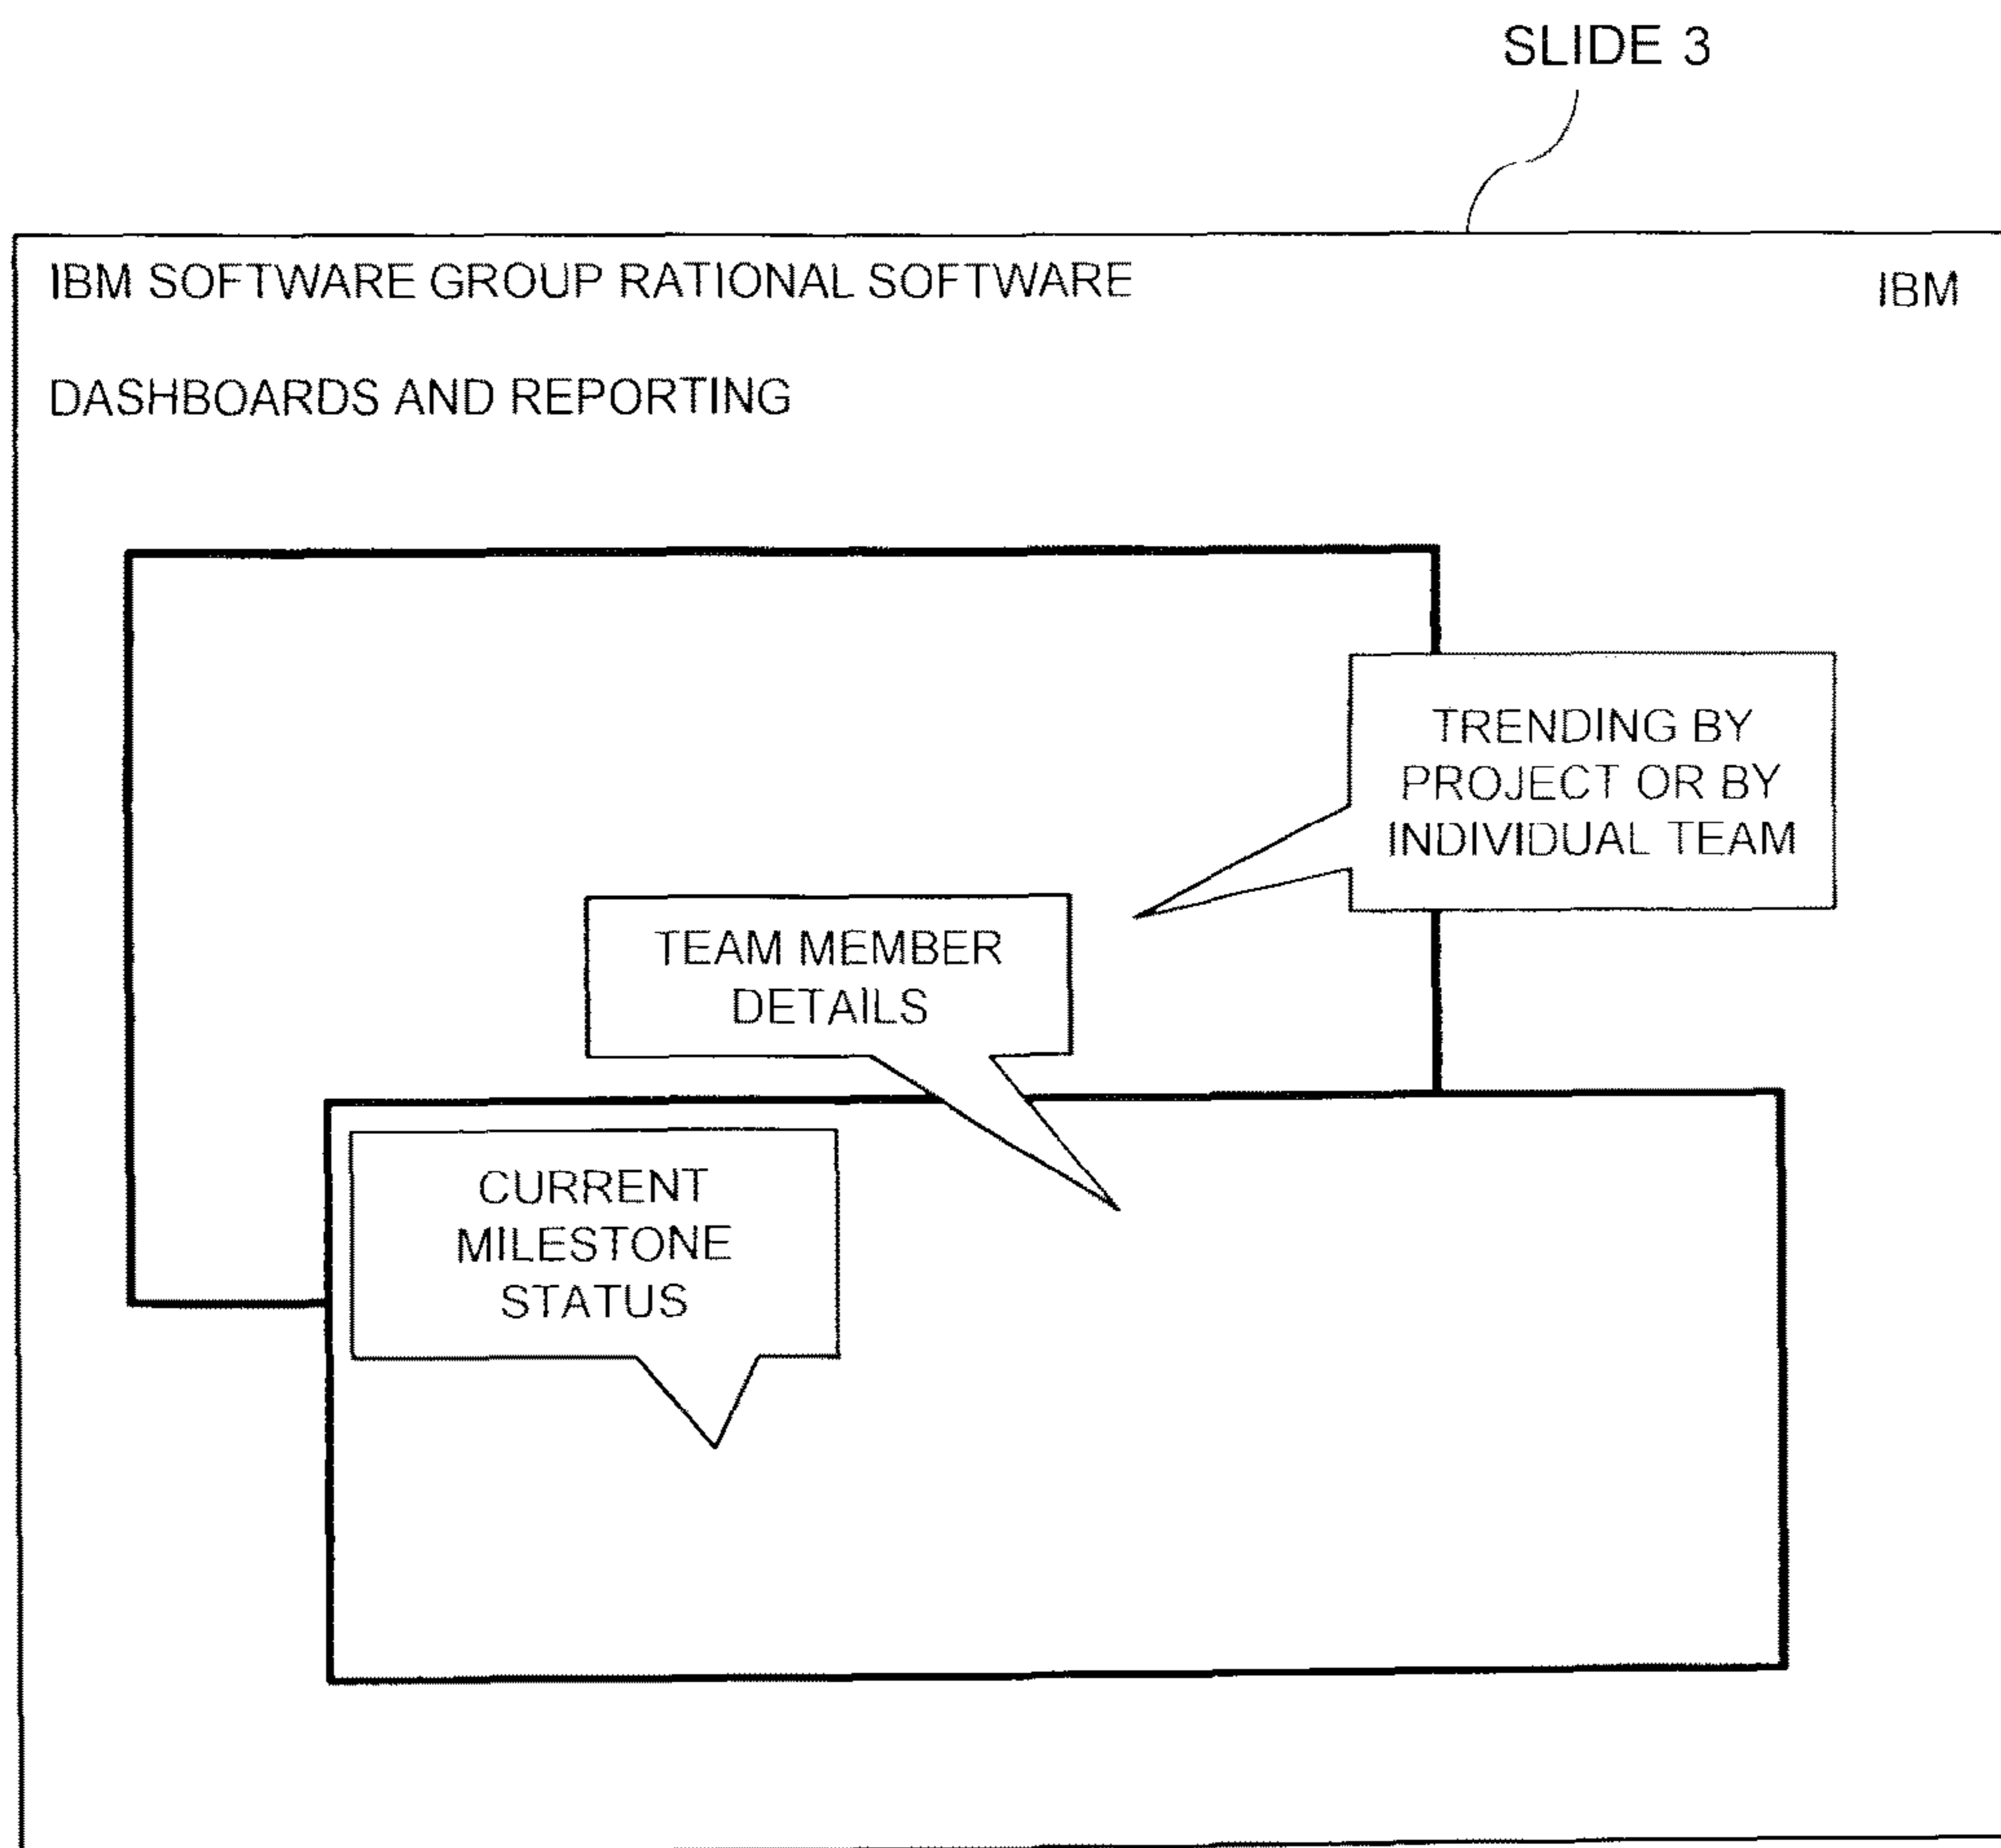 SLIDE 3
IBM SOFTWARE GROUP RATIONAL SOFTWARE
IBM
DASHBOARDS AND REPORTING
TRENDING BY
PROJECT OR BY
INDIVIDUAL TEAM
TEAM MEMBER
DETAILS
CURRENT
MILESTONE
STATUS